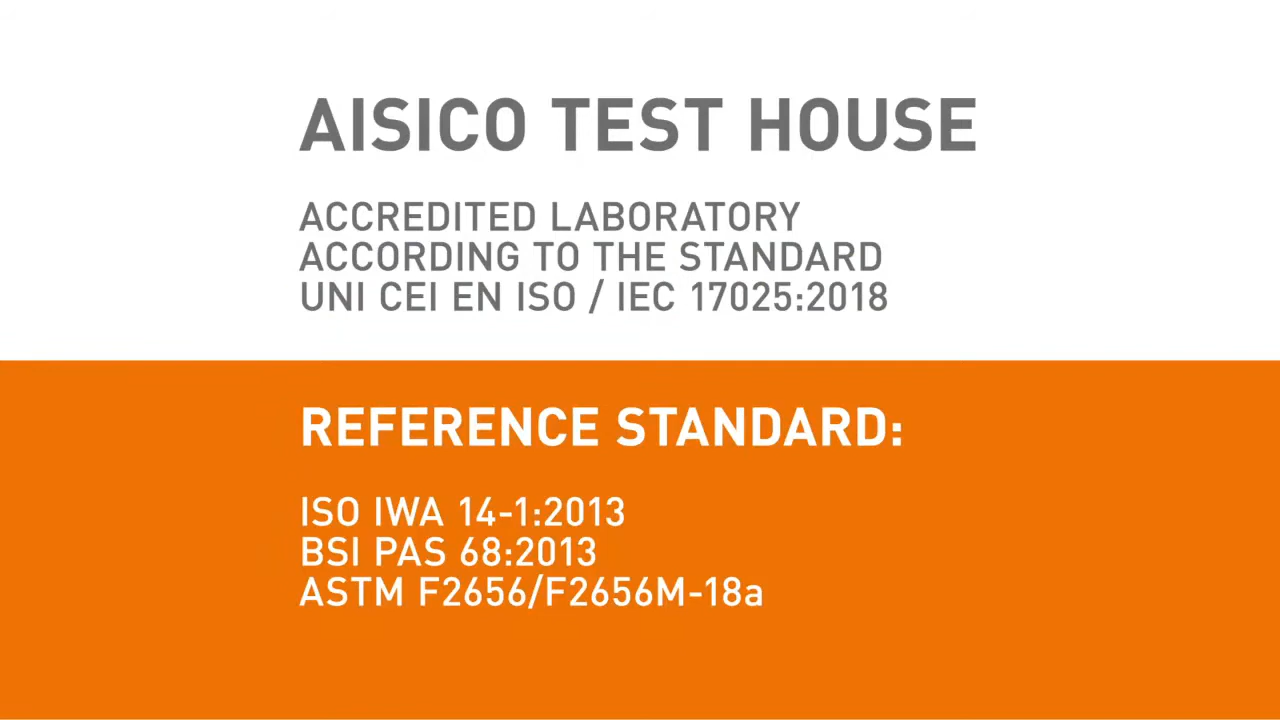 AISICO TEST HOUSE
ACCREDITED LABORATORY
ACCORDING TO THE STANDARD
UNI CEI EN ISO / IEC 17025:2018
REFERENCE STANDARD:
ISO IWA 14-1:2013
BSI PAS 68:2013
ASTM F2656/F2656M-18a